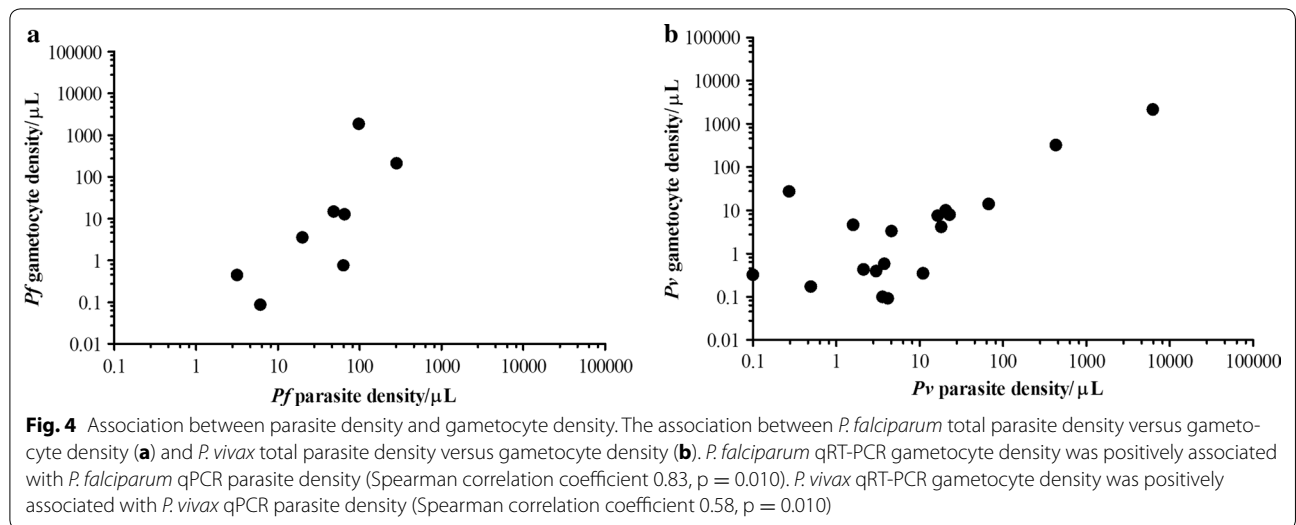 a
100000
10000
1000
100
10
1
0.1
0.01
Pf gametocyte density/μL
0.1 1 10 100 1000 10000 100000
Pf parasite density/μL
b
100000
10000
1000
100
10
1
0.1
0.01
Pv gametocyte density/μL
0.1 1 10 100 1000 10000 100000
Pv parasite density/μL
Fig. 4 Association between parasite density and gametocyte density. The association between P. falciparum total parasite density versus gameto-
cyte density (a) and P. vivax total parasite density versus gametocyte density (b). P. falciparum qRT-PCR gametocyte density was positively associated
with P. falciparum qPCR parasite density (Spearman correlation coefficient 0.83, p = 0.010). P. vivax qRT-PCR gametocyte density was positively
associated with P. vivax qPCR parasite density (Spearman correlation coefficient 0.58, p = 0.010)